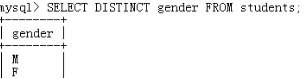 mysql> SELECT DISTINCT gender FROM students;
+--------+
| gender |
+--------+
| M      |
| F      |